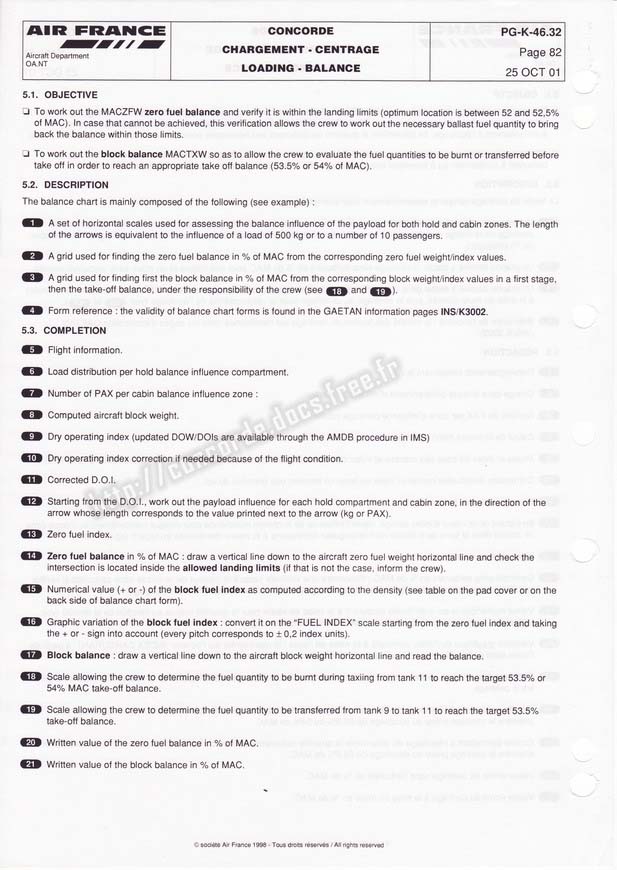 AIR FRANCE
Aircraft Department
OA.NT
CONCORDE
CHARGEMENT - CENTRAGE
LOADING - BALANCE
PG-K-46.32
Page 82
25 OCT 01
5.1. OBJECTIVE
❑ To work out the MACZFW zero fuel balance and verify it is within the landing limits (optimum location is between 52 and 52,5%
of MAC). In case that cannot be achieved, this verification allows the crew to work out the necessary ballast fuel quantity to bring
back the balance within those limits.
❑ To work out the block balance MACTXW so as to allow the crew to evaluate the fuel quantities to be burnt or transferred before
take off in order to reach an appropriate take off balance (53.5% or 54% of MAC).
5.2. DESCRIPTION
The balance chart is mainly composed of the following (see example) :
1 A set of horizontal scales used for assessing the balance influence of the payload for both hold and cabin zones. The length
of the arrows is equivalent to the influence of a load of 500 kg or to a number of 10 passengers.
2 A grid used for finding the zero fuel balance in % of MAC from the corresponding zero fuel weight/index values.
3 A grid used for finding first the block balance in % of MAC from the corresponding block weight/index values in a first stage,
then the take-off balance, under the responsibility of the crew (see 18 and 19).
4 Form reference : the validity of balance chart forms is found in the GAETAN information pages INS/K3002.
5.3. COMPLETION
5 Flight information.
6 Load distribution per hold balance influence compartment.
7 Number of PAX per cabin balance influence zone :
8 Computed aircraft block weight.
9 Dry operating index (updated DOW/DOIs are available through the AMDB procedure in IMS)
10 Dry operating index correction if needed because of the flight condition.
11 Corrected D.O.I.
12 Starting from the D.O.I., work out the payload influence for each hold compartment and cabin zone, in the direction of the
arrow whose length corresponds to the value printed next to the arrow (kg or PAX).
13 Zero fuel index.
14 Zero fuel balance in % of MAC : draw a vertical line down to the aircraft zero fuel weight horizontal line and check the
intersection is located inside the allowed landing limits (if that is not the case, inform the crew).
15 Numerical value (+ or -) of the block fuel index as computed according to the density (see table on the pad cover or on the
back side of balance chart form).
16 Graphic variation of the block fuel index : convert it on the "FUEL INDEX" scale starting from the zero fuel index and taking
the + or - sign into account (every pitch corresponds to ± 0,2 index units).
17 Block balance : draw a vertical line down to the aircraft block weight horizontal line and read the balance.
18 Scale allowing the crew to determine the fuel quantity to be burnt during taxiing from tank 11 to reach the target 53.5% or
54% MAC take-off balance.
19 Scale allowing the crew to determine the fuel quantity to be transferred from tank 9 to tank 11 to reach the target 53.5%
take-off balance.
20 Written value of the zero fuel balance in % of MAC.
21 Written value of the block balance in % of MAC.
© société Air France 1998 - Tous droits réservés / All rights reserved
http://concorde.docs.free.fr